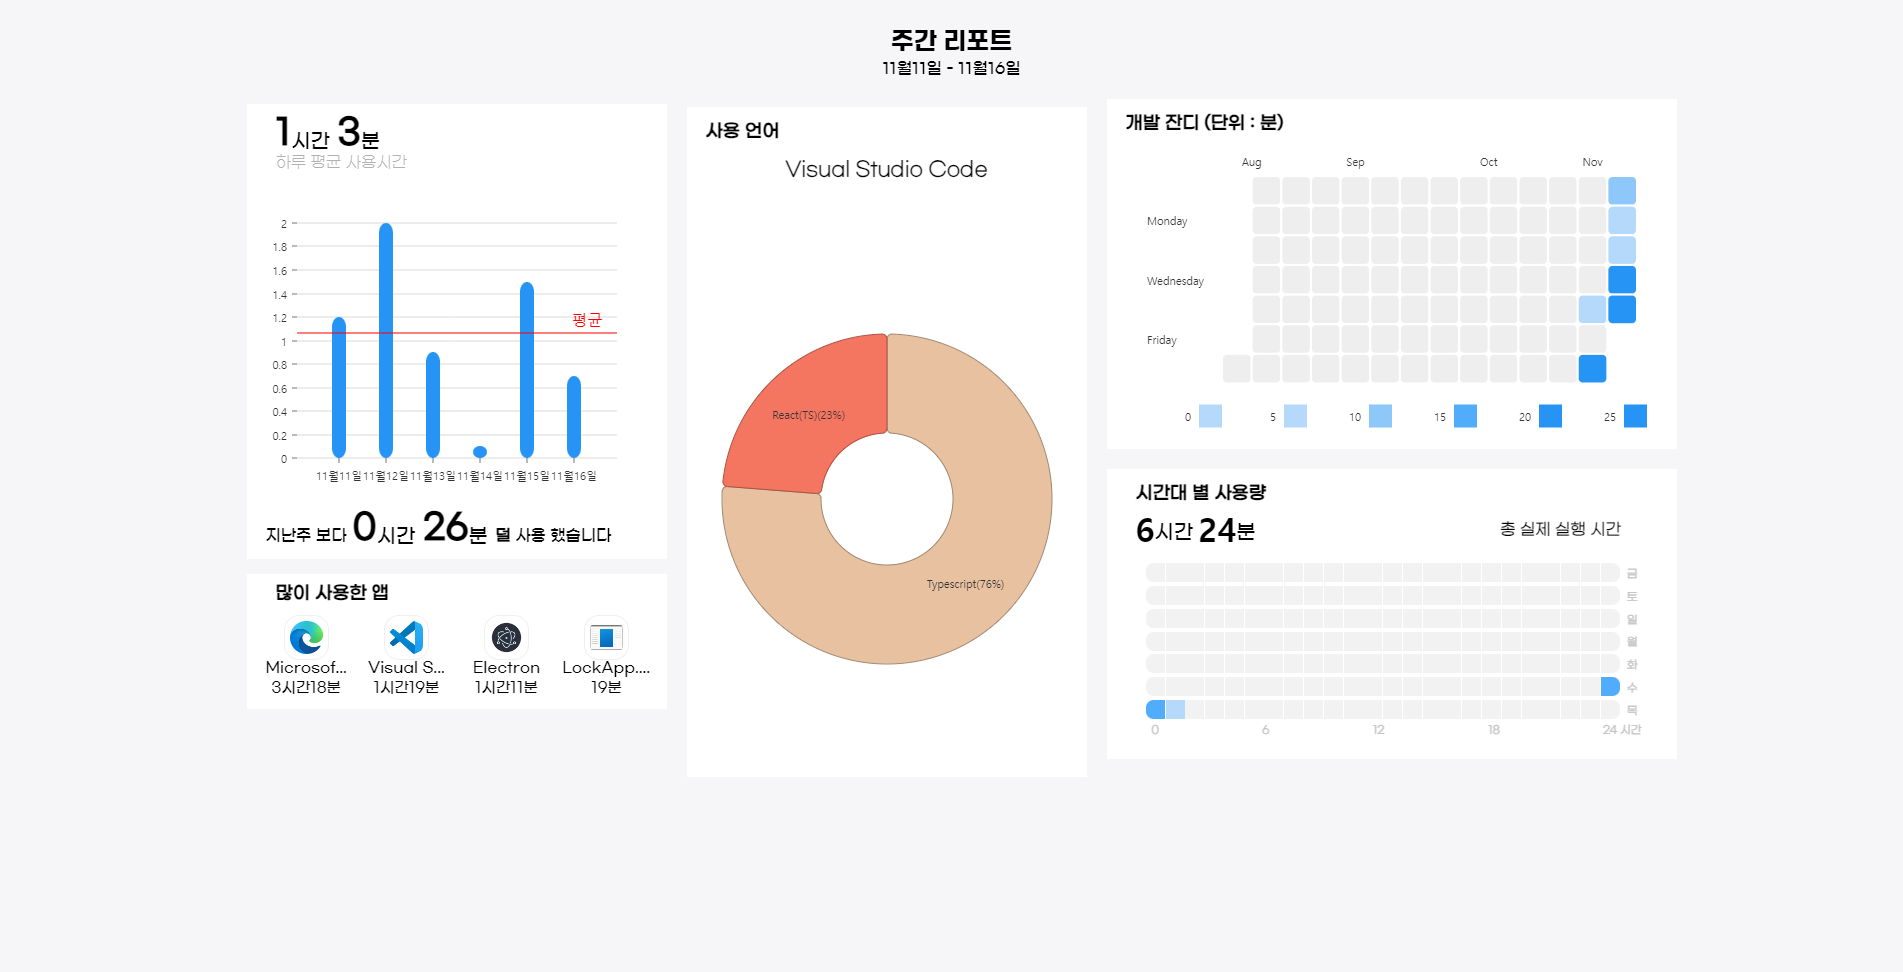 주간 리포트
11월11일 - 11월16일
1시간 3분
하루 평균 사용시간
2
1.8
1.6
1.4
1.2
1
0.8
0.6
0.4
0.2
0
평균
11월11일 11월12일 11월13일 11월14일 11월15일 11월16일
지난주 보다 0시간 26분 덜 사용 했습니다
많이 사용한 앱
Microsof... Visual S... Electron LockApp....
3시간18분 1시간19분 1시간11분 19분
사용 언어
Visual Studio Code
React(TS)(23%)
Typescript(76%)
개발 잔디 (단위 : 분)
Aug Sep Oct Nov
Monday
Wednesday
Friday
0 5 10 15 20 25
시간대 별 사용량
6시간 24분
총 실제 실행 시간
금
토
일
월
화
수
목
0 6 12 18 24 시간